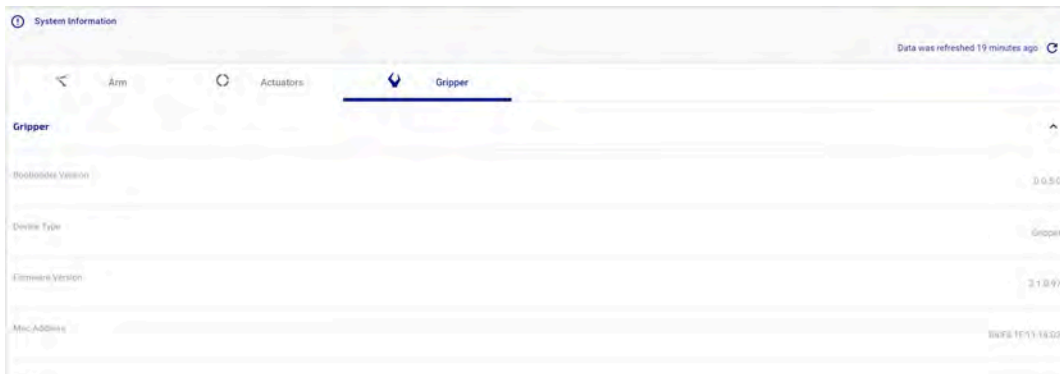 System Information
Data was refreshed 19 minutes ago
Arm Actuators Gripper
Gripper
Bootloader Version
Device Type
Gripper
Firmware Version
Mac Address